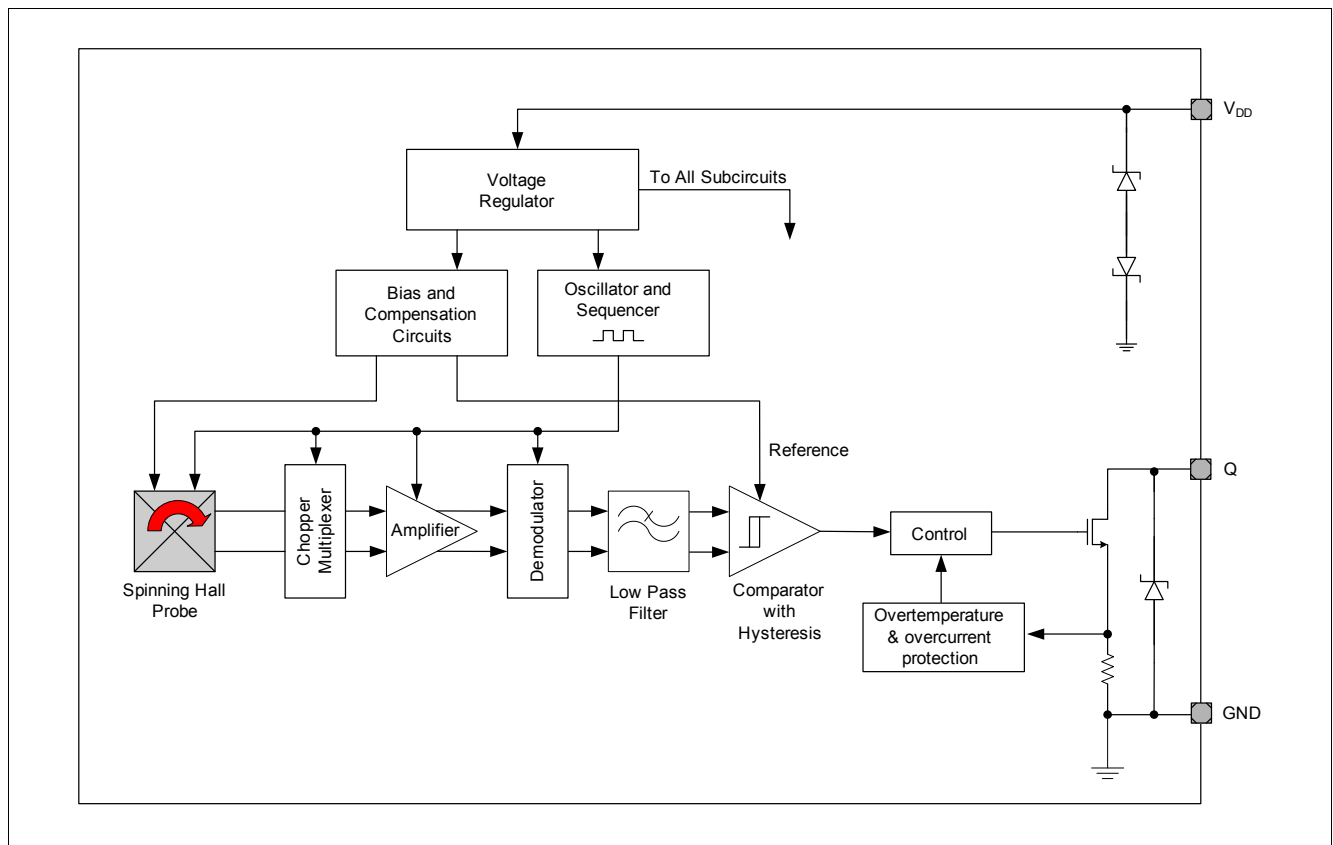 V_DD
Voltage
Regulator
To All Subcircuits
Bias and
Compensation
Circuits
Oscillator and
Sequencer
Reference
Q
Chopper
Multiplexer
Amplifier
Demodulator
Control
Spinning Hall
Probe
Low Pass
Filter
Comparator
with
Hysteresis
Overtemperature
& overcurrent
protection
GND